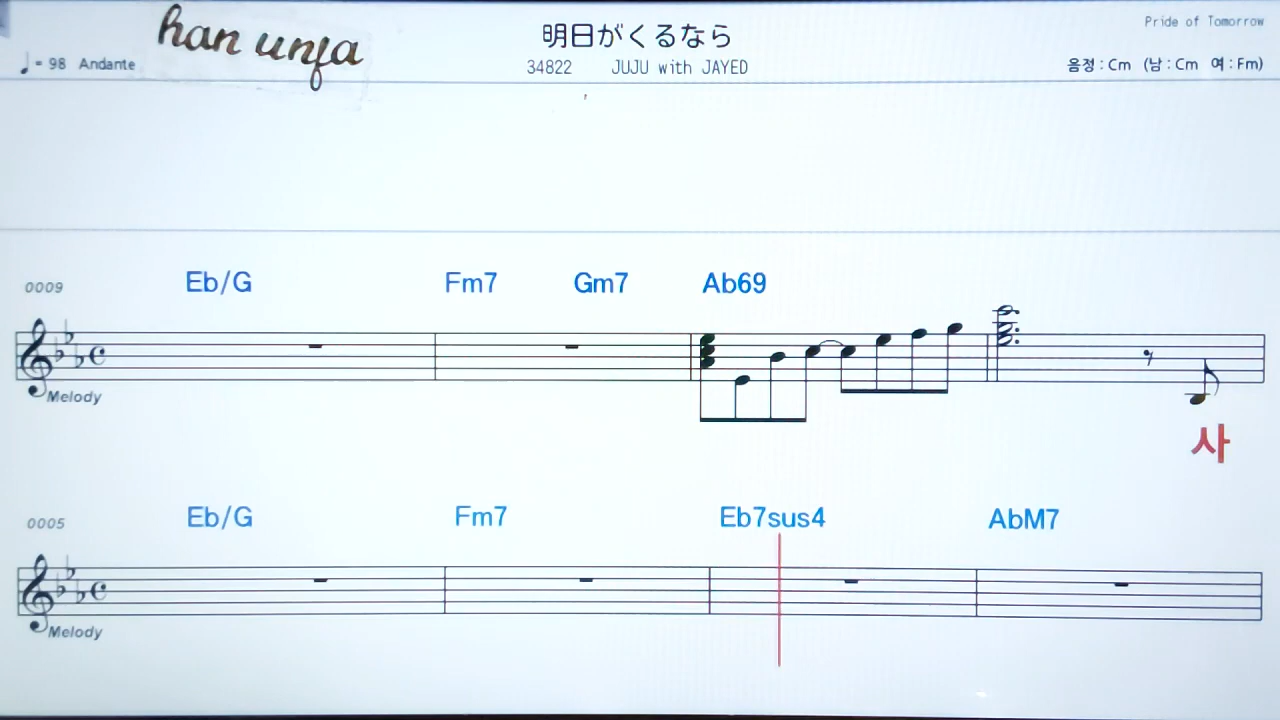 han unfa
明日がくるなら
Pride of Tomorrow
♩= 98 Andante
34822 JUJU with JAYED
음정 : Cm (남 : Cm 여 : Fm)
0009
Eb/G Fm7 Gm7 Ab69
Melody
사
0005
Eb/G Fm7 Eb7sus4 AbM7
Melody